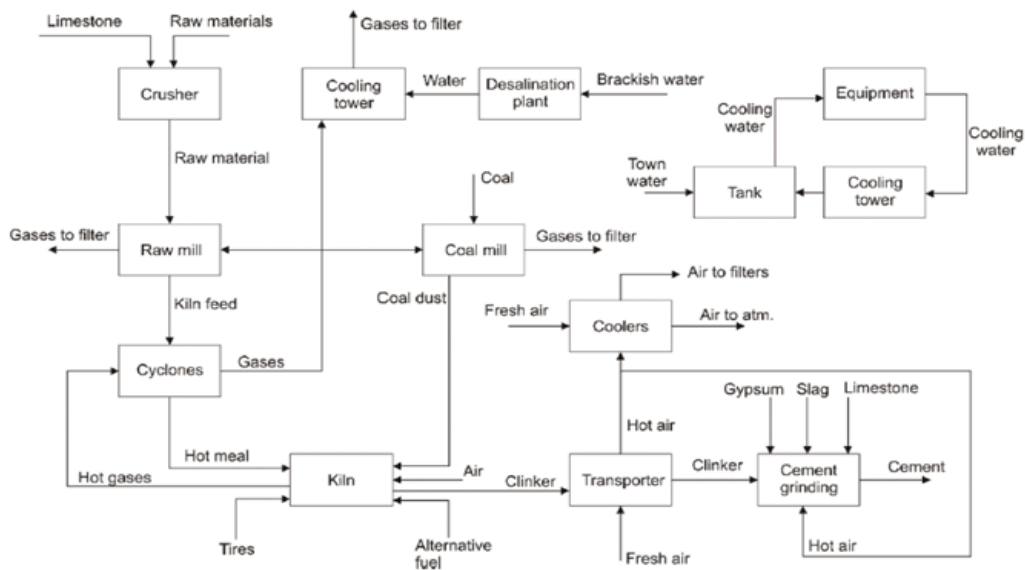 Limestone
Raw materials
Gases to filter
Crusher
Cooling
tower
Water
Desalination
plant
Brackish water
Equipment
Cooling
water
Cooling
water
Town
water
Tank
Cooling
tower
Raw material
Coal
Gases to filter
Raw mill
Coal mill
Gases to filter
Kiln feed
Coal dust
Air to filters
Fresh air
Coolers
Air to atm.
Cyclones
Gases
Gypsum
Slag
Limestone
Hot air
Hot meal
Hot gases
Kiln
Air
Clinker
Transporter
Clinker
Cement
grinding
Cement
Tires
Alternative
fuel
Fresh air
Hot air